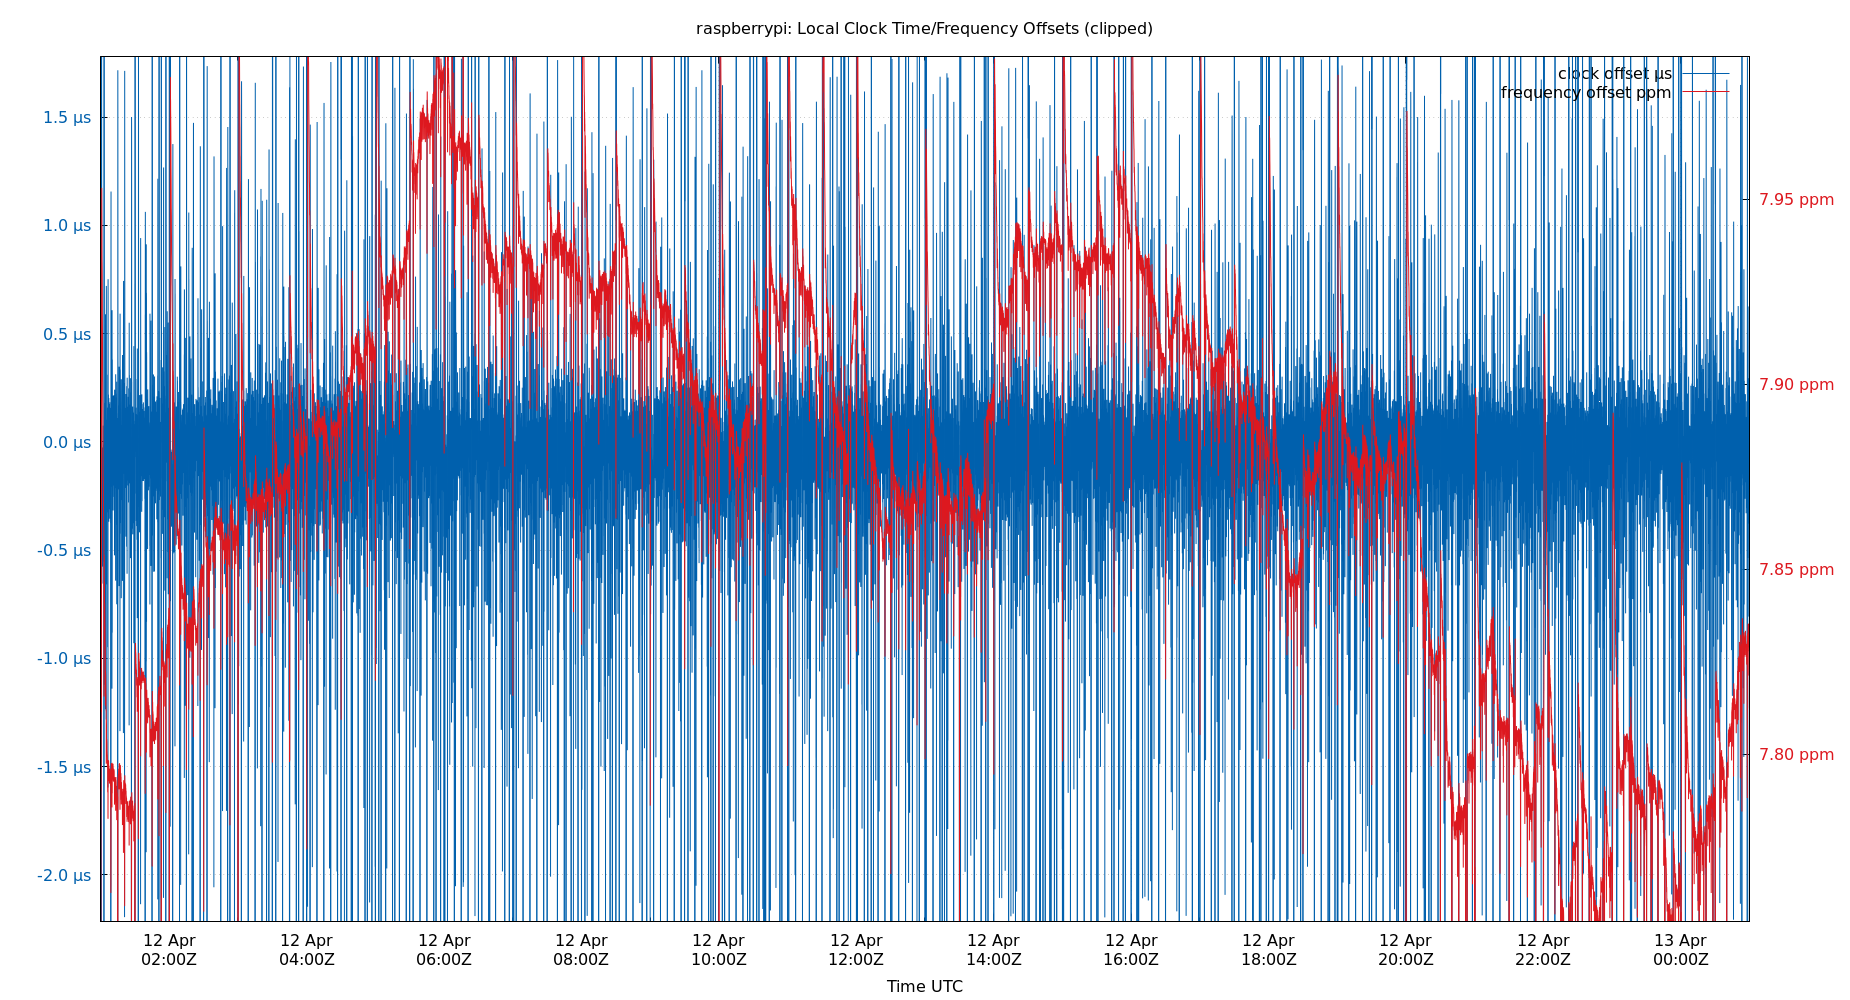 raspberrypi: Local Clock Time/Frequency Offsets (clipped)
clock offset µs
frequency offset ppm
1.5 µs
1.0 µs
0.5 µs
0.0 µs
-0.5 µs
-1.0 µs
-1.5 µs
-2.0 µs
7.95 ppm
7.90 ppm
7.85 ppm
7.80 ppm
12 Apr 12 Apr 12 Apr 12 Apr 12 Apr 12 Apr 12 Apr 12 Apr 12 Apr 12 Apr 12 Apr 13 Apr
02:00Z 04:00Z 06:00Z 08:00Z 10:00Z 12:00Z 14:00Z 16:00Z 18:00Z 20:00Z 22:00Z 00:00Z
Time UTC